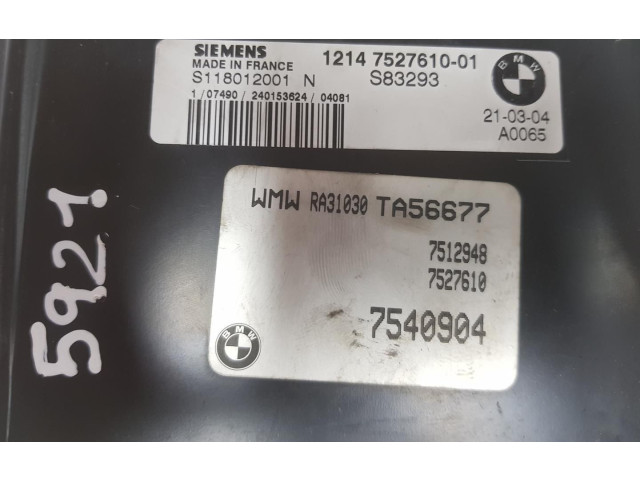 SIEMENS 1214 7527610-01
MADE IN FRANCE
S118012001 N S83293
1 / 07490 / 240153624 / 04081
BMW
21-03-04
A0065
WMW RA31030 TA56677
7512948
7527610
7540904
BMW
5921